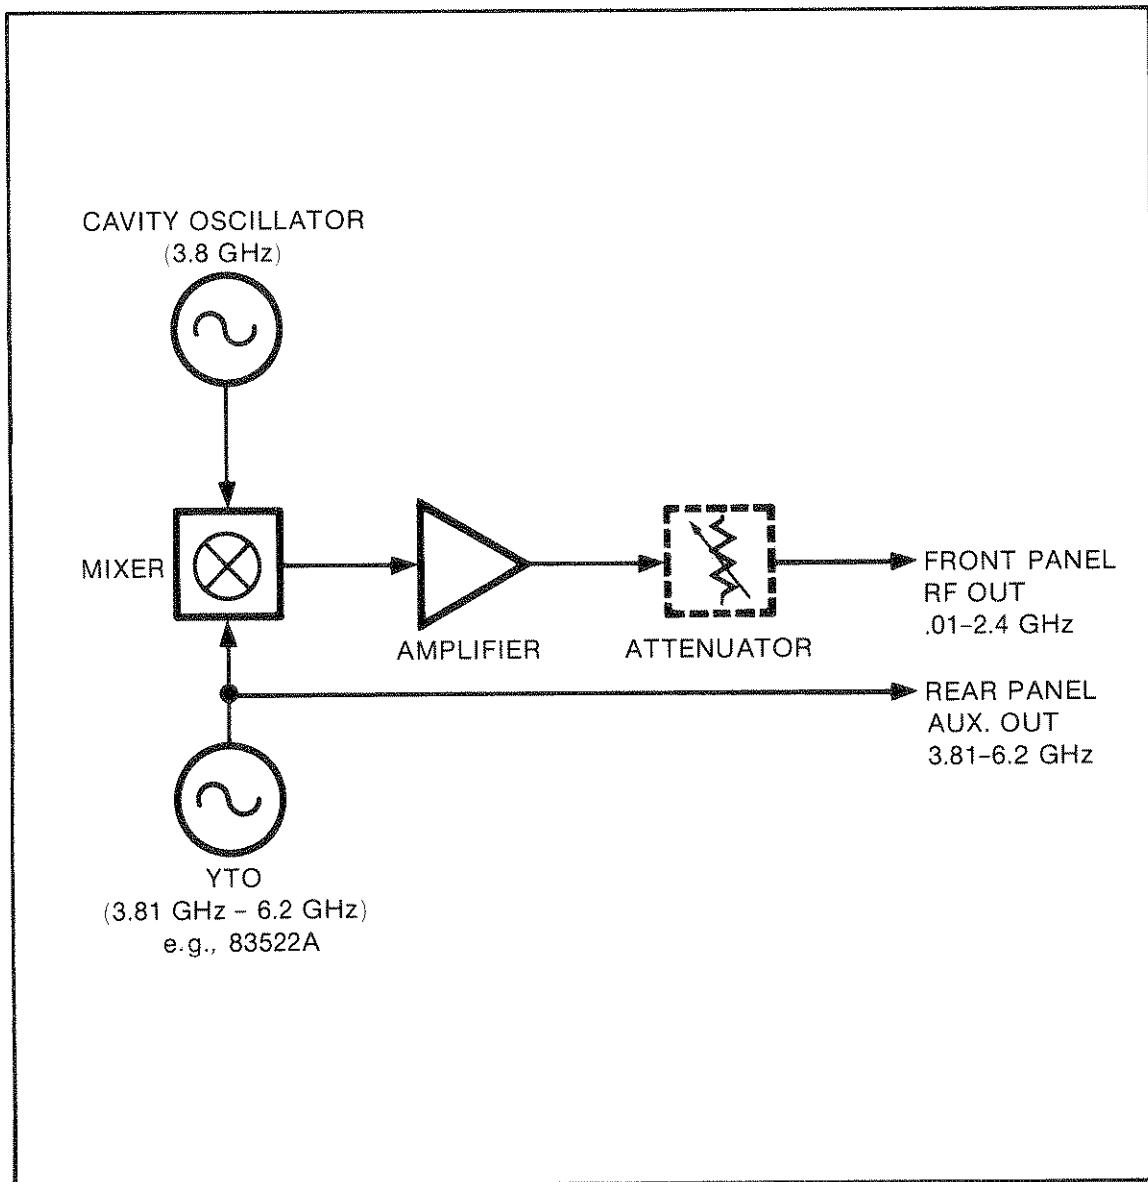 CAVITY OSCILLATOR
(3.8 GHz)
MIXER
AMPLIFIER
ATTENUATOR
FRONT PANEL
RF OUT
.01–2.4 GHz
REAR PANEL
AUX. OUT
3.81–6.2 GHz
YTO
(3.81 GHz – 6.2 GHz)
e.g., 83522A